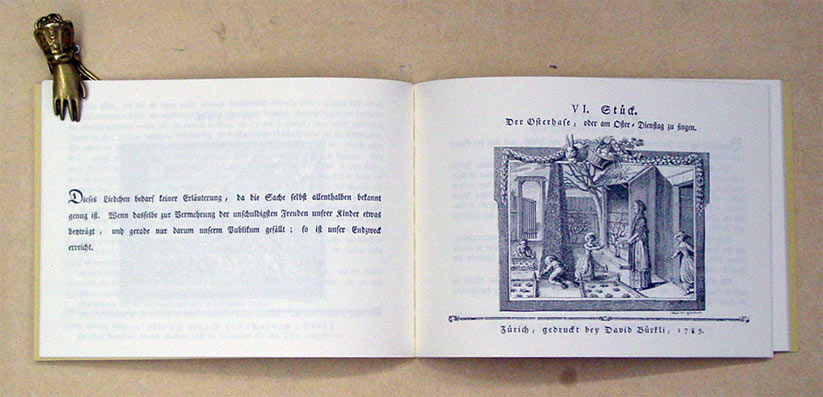 Dieses Liedchen bedarf keiner Erläuterung, da die Sache selbst allenthalben bekannt
genug ist. Wenn dasselbe zur Vermehrung der unschuldigsten Freuden unsrer Kinder etwas
beyträgt, und gerade nur darum unserm Publikum gefällt; so ist unser Endzweck
erreicht.
VI. Stück.
Der Osterhase, oder am Oster-Dienstag zu singen.
Zürich, gedruckt bey David Bürkli, 1789.